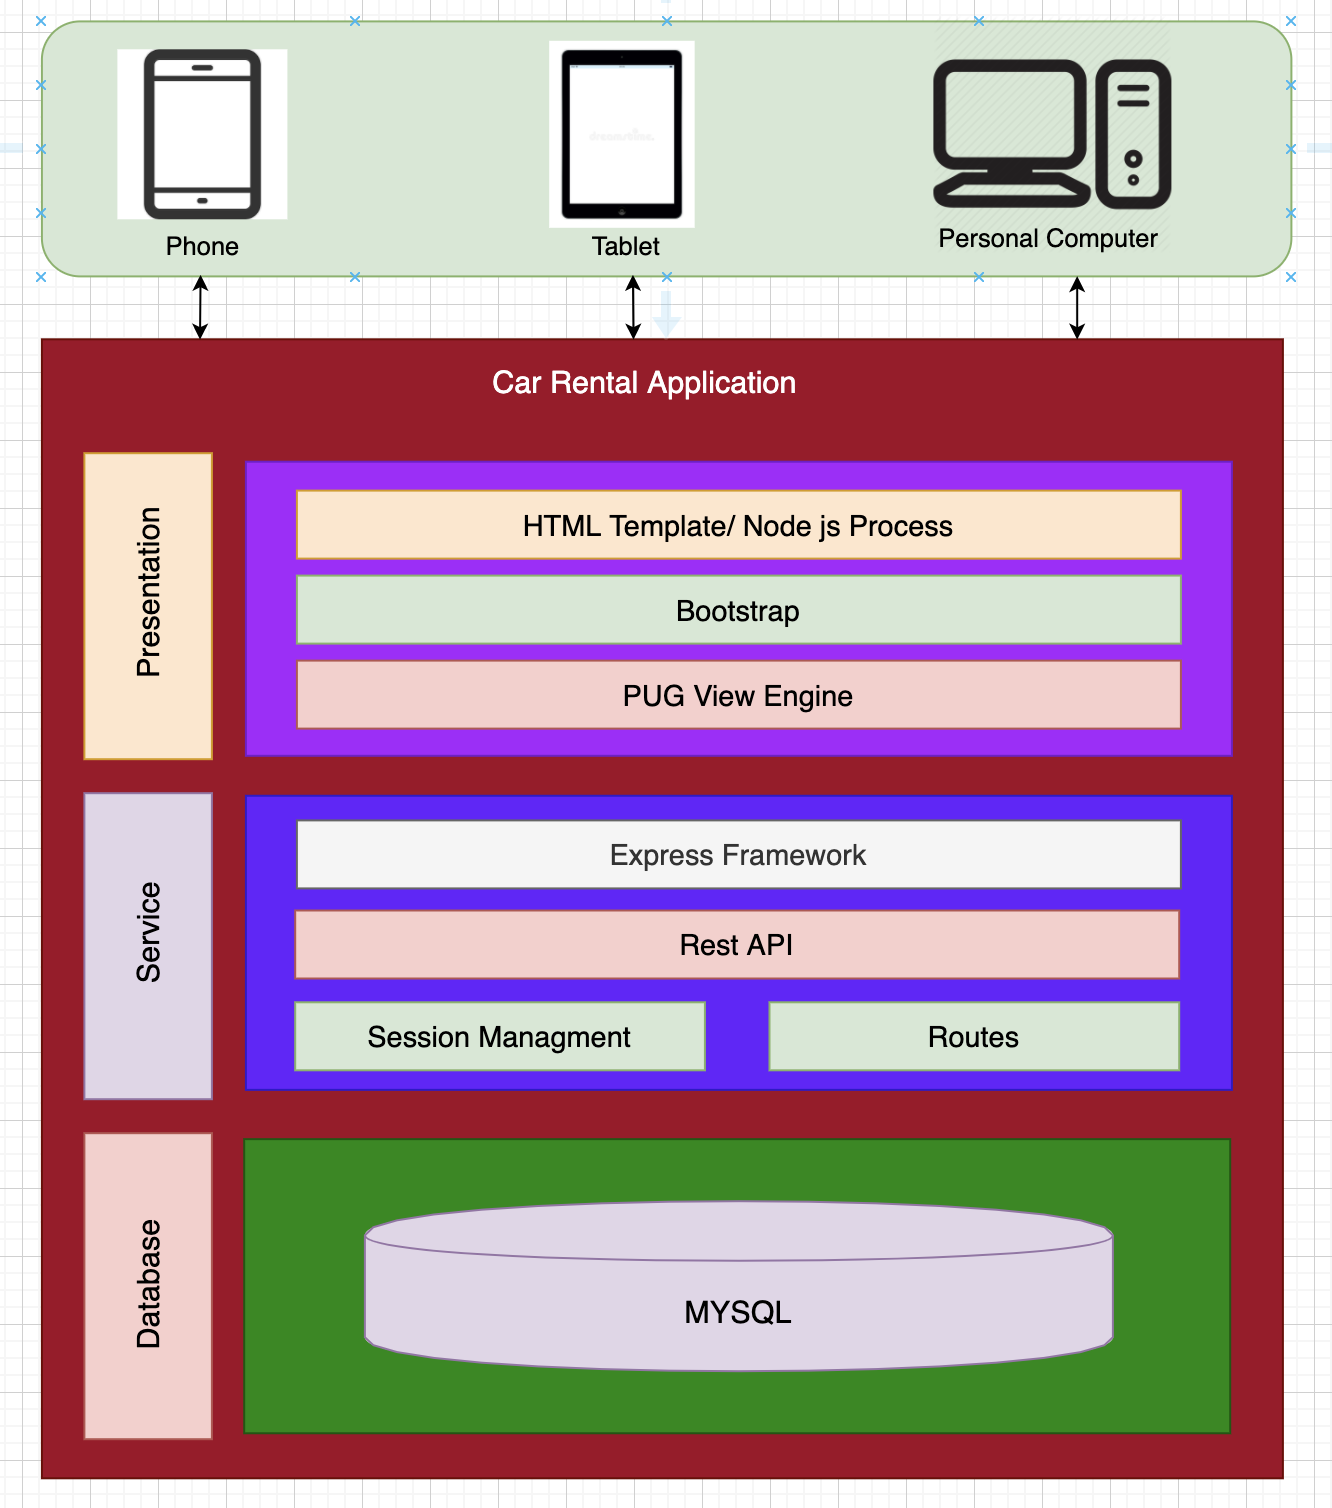 dreamstime.
Phone
Tablet
Personal Computer
Car Rental Application
Presentation
HTML Template/ Node js Process
Bootstrap
PUG View Engine
Service
Express Framework
Rest API
Session Managment
Routes
Database
MYSQL